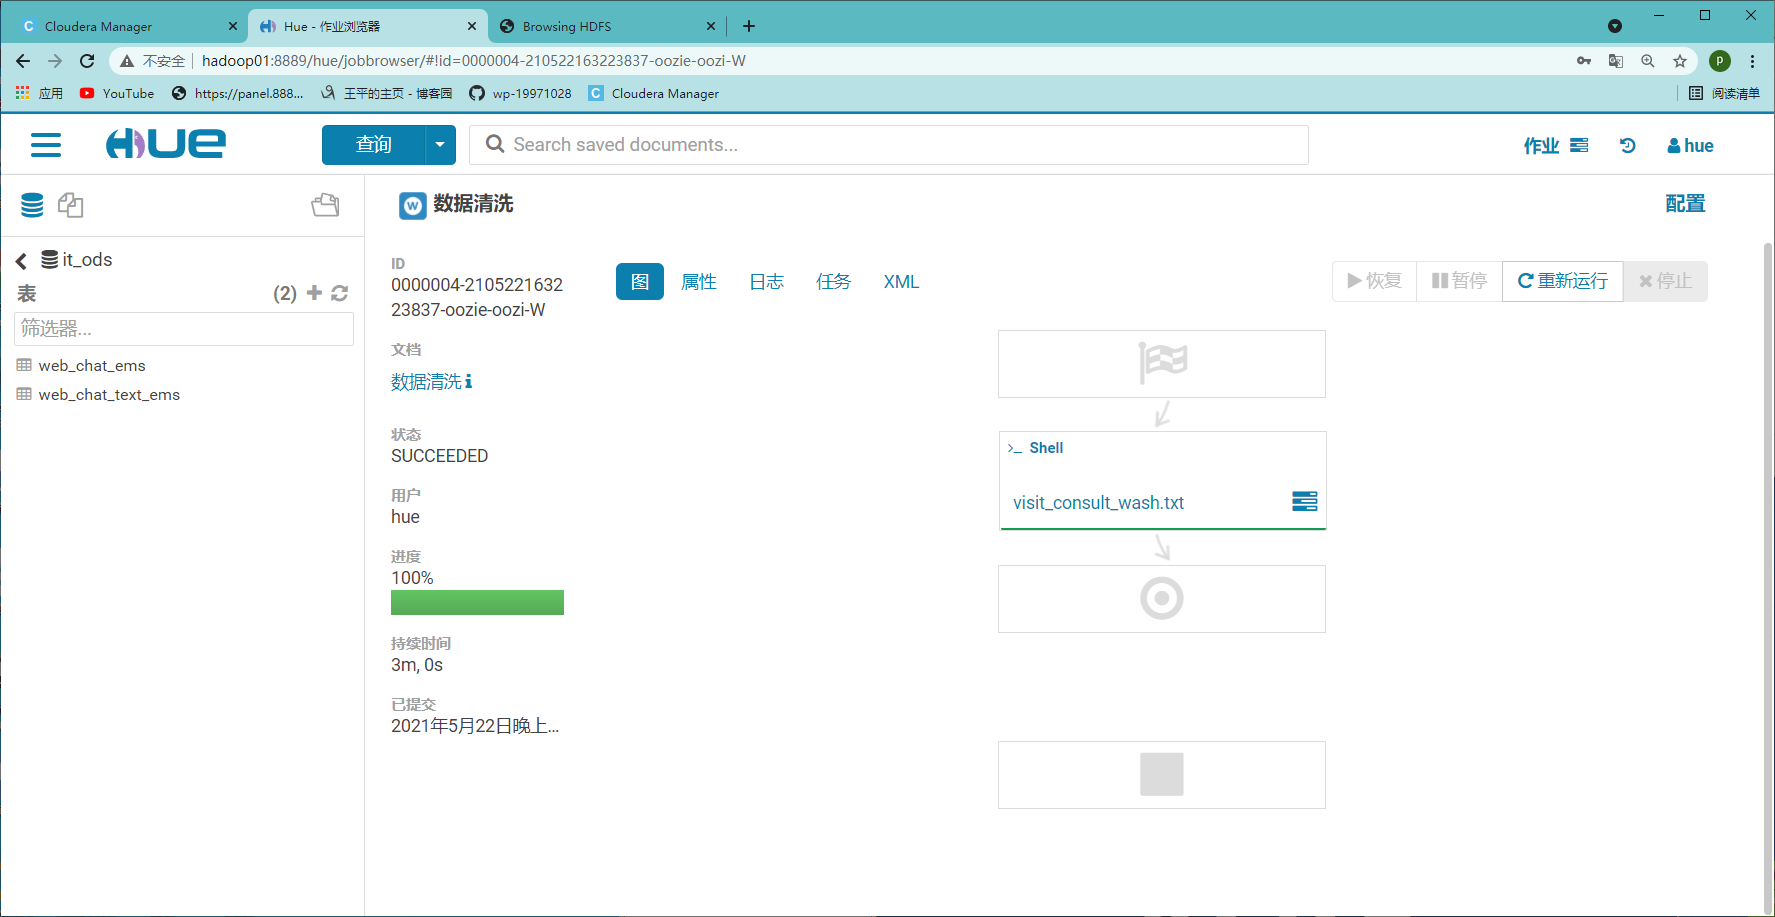 Cloudera Manager
Hue - 作业浏览器
Browsing HDFS
不安全
hadoop01:8889/hue/jobbrowser/#!id=0000004-210522163223837-oozie-oozi-W
P
应用
YouTube
https://panel.888...
王平的主页 - 博客园
wp-19971028
C
Cloudera Manager
阅读清单
HUE
查询
Search saved documents...
作业
hue
W
数据清洗
配置
it_ods
表
(2)
筛选器...
web_chat_ems
web_chat_text_ems
ID
0000004-2105221632
23837-oozie-oozi-W
文档
数据清洗
状态
SUCCEEDED
用户
hue
进度
100%
持续时间
3m, 0s
已提交
2021年5月22日晚上...
图
属性
日志
任务
XML
恢复
暂停
重新运行
停止
>_ Shell
visit_consult_wash.txt